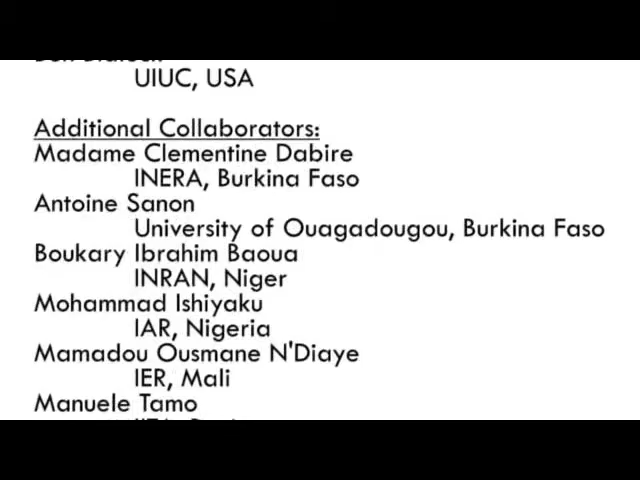 UIUC, USA
Additional Collaborators:
Madame Clementine Dabire
INERA, Burkina Faso
Antoine Sanon
University of Ouagadougou, Burkina Faso
Boukary Ibrahim Baoua
INRAN, Niger
Mohammad Ishiyaku
IAR, Nigeria
Mamadou Ousmane N'Diaye
IER, Mali
Manuele Tamo